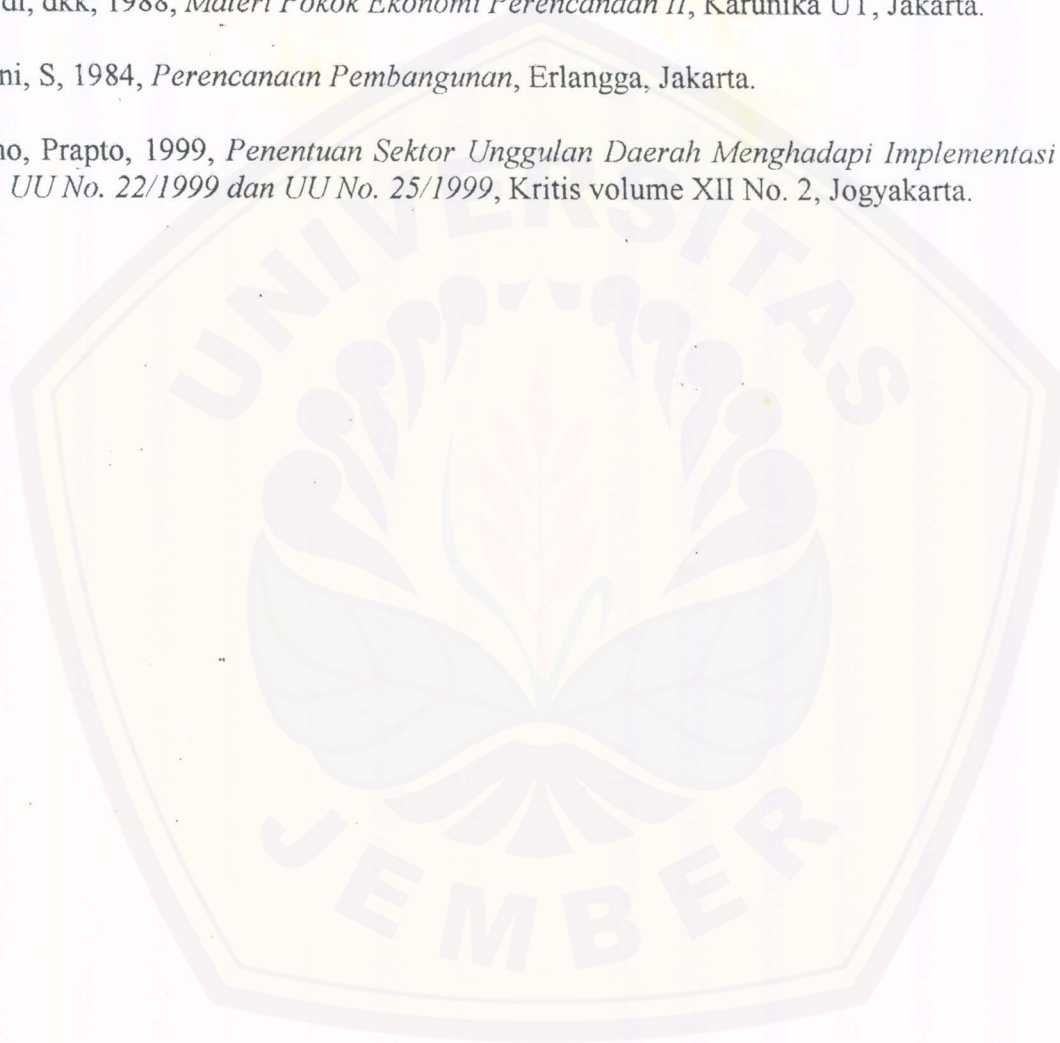 dkk, 1988, Materi Pokok Ekonomi Perencanaan II, Karunika UT, Jakarta.
ni, S, 1984, Perencanaan Pembangunan, Erlangga, Jakarta.
no, Prapto, 1999, Penentuan Sektor Unggulan Daerah Menghadapi Implementasi
UU No. 22/1999 dan UU No. 25/1999, Kritis volume XII No. 2, Jogyakarta.
UNIVERSITAS
JEMBER